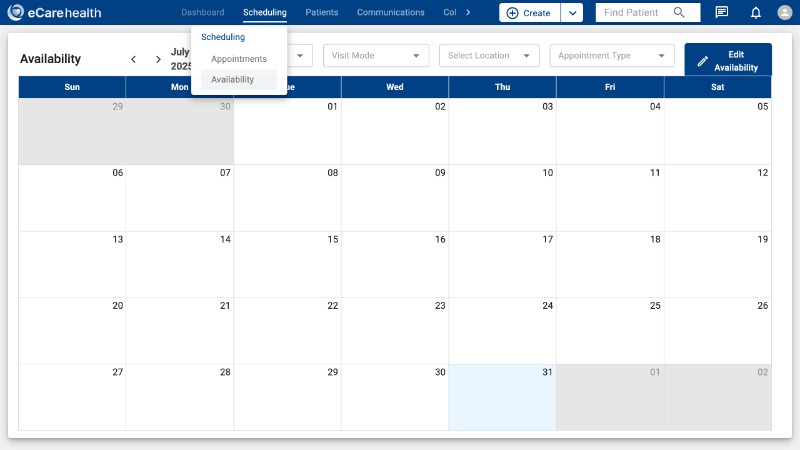 eCarehealth
Dashboard Scheduling Patients Communications Col
Create
Find Patient
Scheduling
Appointments
Availability
Availability
July
2025
Visit Mode
Select Location
Appointment Type
Edit
Availability
Sun Mon ue Wed Thu Fri Sat
29 30 01 02 03 04 05
06 07 08 09 10 11 12
13 14 15 16 17 18 19
20 21 22 23 24 25 26
27 28 29 30 31 01 02